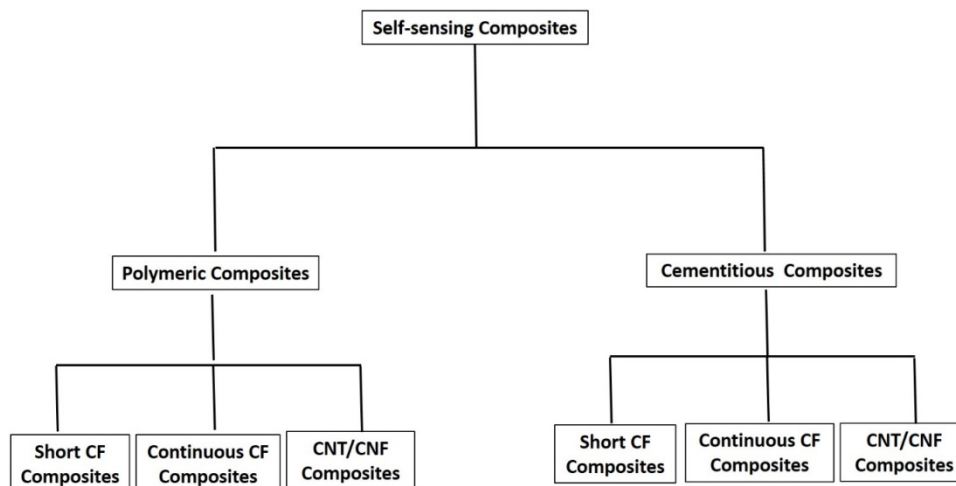 Self-sensing Composites
Polymeric Composites
Cementitious Composites
Short CF
Composites
Continuous CF
Composites
CNT/CNF
Composites
Short CF
Composites
Continuous CF
Composites
CNT/CNF
Composites